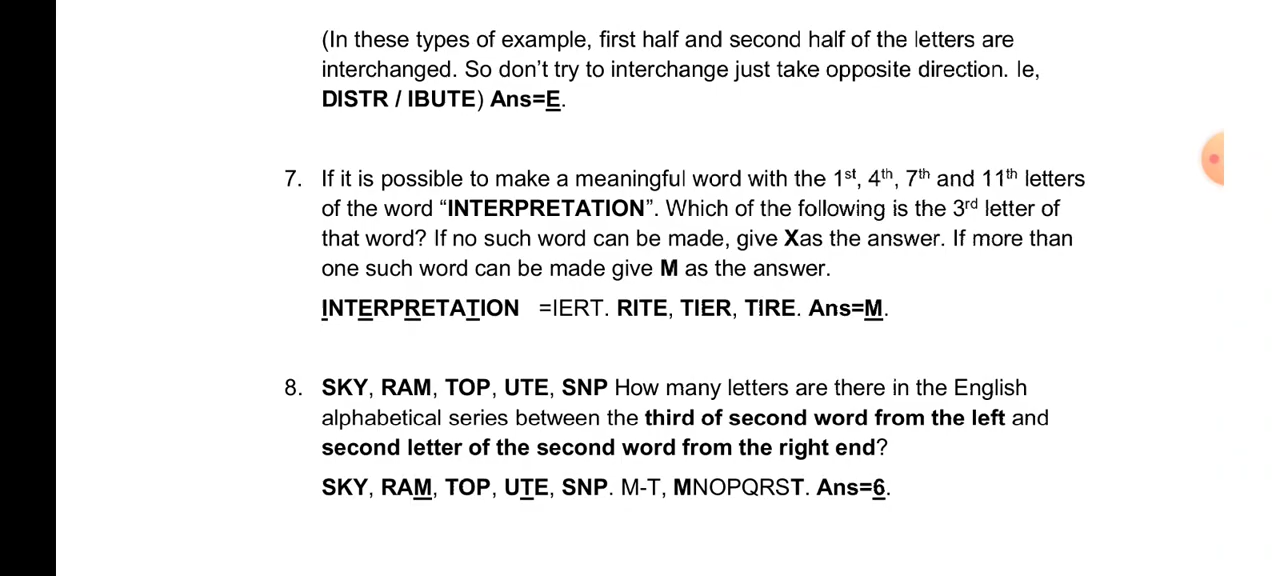 (In these types of example, first half and second half of the letters are
interchanged. So don't try to interchange just take opposite direction. Ie,
DISTR / IBUTE) Ans=E.
7. If it is possible to make a meaningful word with the 1st, 4th, 7th and 11th letters
of the word “INTERPRETATION”. Which of the following is the 3rd letter of
that word? If no such word can be made, give Xas the answer. If more than
one such word can be made give M as the answer.
INTERPRETATION =IERT. RITE, TIER, TIRE. Ans=M.
8. SKY, RAM, TOP, UTE, SNP How many letters are there in the English
alphabetical series between the third of second word from the left and
second letter of the second word from the right end?
SKY, RAM, TOP, UTE, SNP. M-T, MNOPQRST. Ans=6.